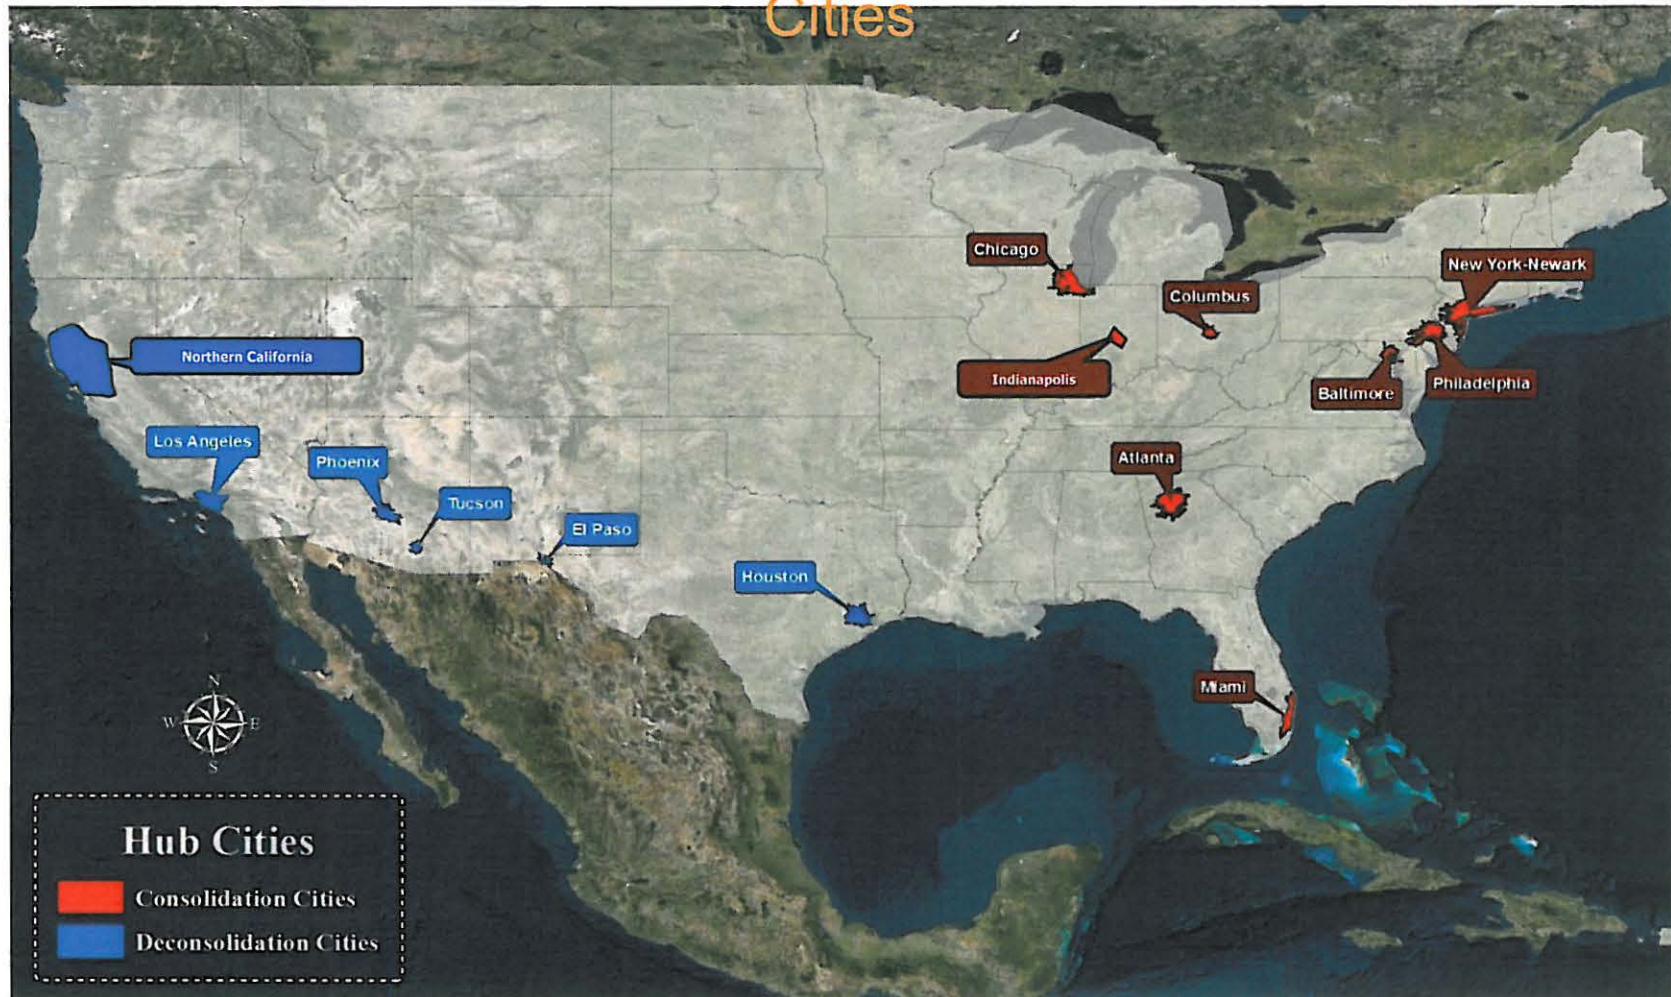 Cities
Chicago
New York-Newark
Columbus
Northern California
Indianapolis
Baltimore
Philadelphia
Los Angeles
Phoenix
Atlanta
Tucson
El Paso
Houston
Miami
N
W
E
S
Hub Cities
Consolidation Cities
Deconsolidation Cities